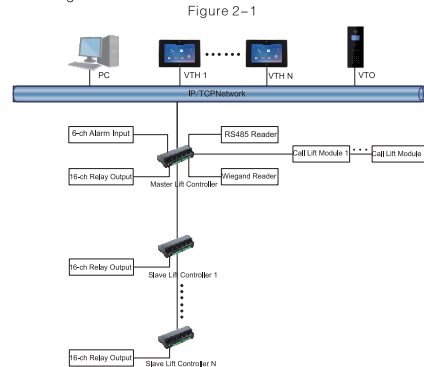 Figure 2-1
PC
VTH 1
VTH N
VTO
IP/TCPNetwork
6-ch Alarm Input
RS485 Reader
Call Lift Module 1
Call Lift Module
16-ch Relay Output
Master Lift Controller
Wiegand Reader
16-ch Relay Output
Slave Lift Controller 1
16-ch Relay Output
Slave Lift Controller N